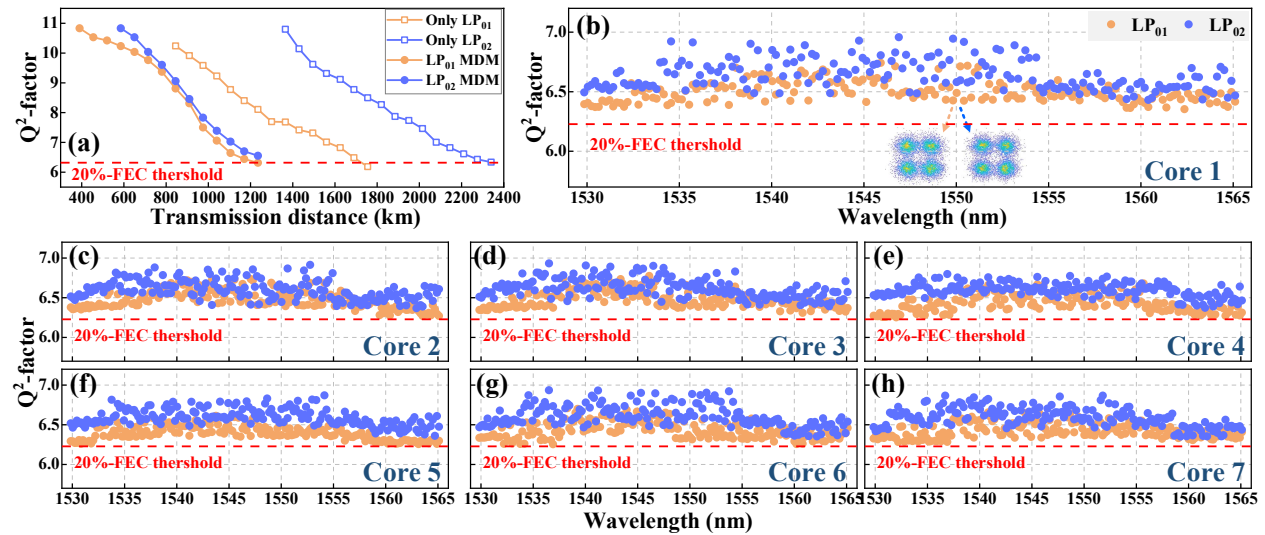 (a)
Q²-factor
11
10
9
8
7
6
Only LP₀₁
Only LP₀₂
LP₀₁ MDM
LP₀₂ MDM
20%-FEC thershold
400 600 800 1000 1200 1400 1600 1800 2000 2200 2400
Transmission distance (km)
(b)
LP₀₁ LP₀₂
Q²-factor
7.0
6.5
6.0
20%-FEC thershold
Core 1
1530 1535 1540 1545 1550 1555 1560 1565
Wavelength (nm)
(c)
7.0
6.5
6.0
20%-FEC thershold
Core 2
(d)
20%-FEC thershold
Core 3
(e)
20%-FEC thershold
Core 4
Q²-factor
(f)
7.0
6.5
6.0
20%-FEC thershold
Core 5
1530 1535 1540 1545 1550 1555 1560 1565
(g)
20%-FEC thershold
Core 6
1530 1535 1540 1545 1550 1555 1560 1565
(h)
20%-FEC thershold
Core 7
1530 1535 1540 1545 1550 1555 1560 1565
Wavelength (nm)